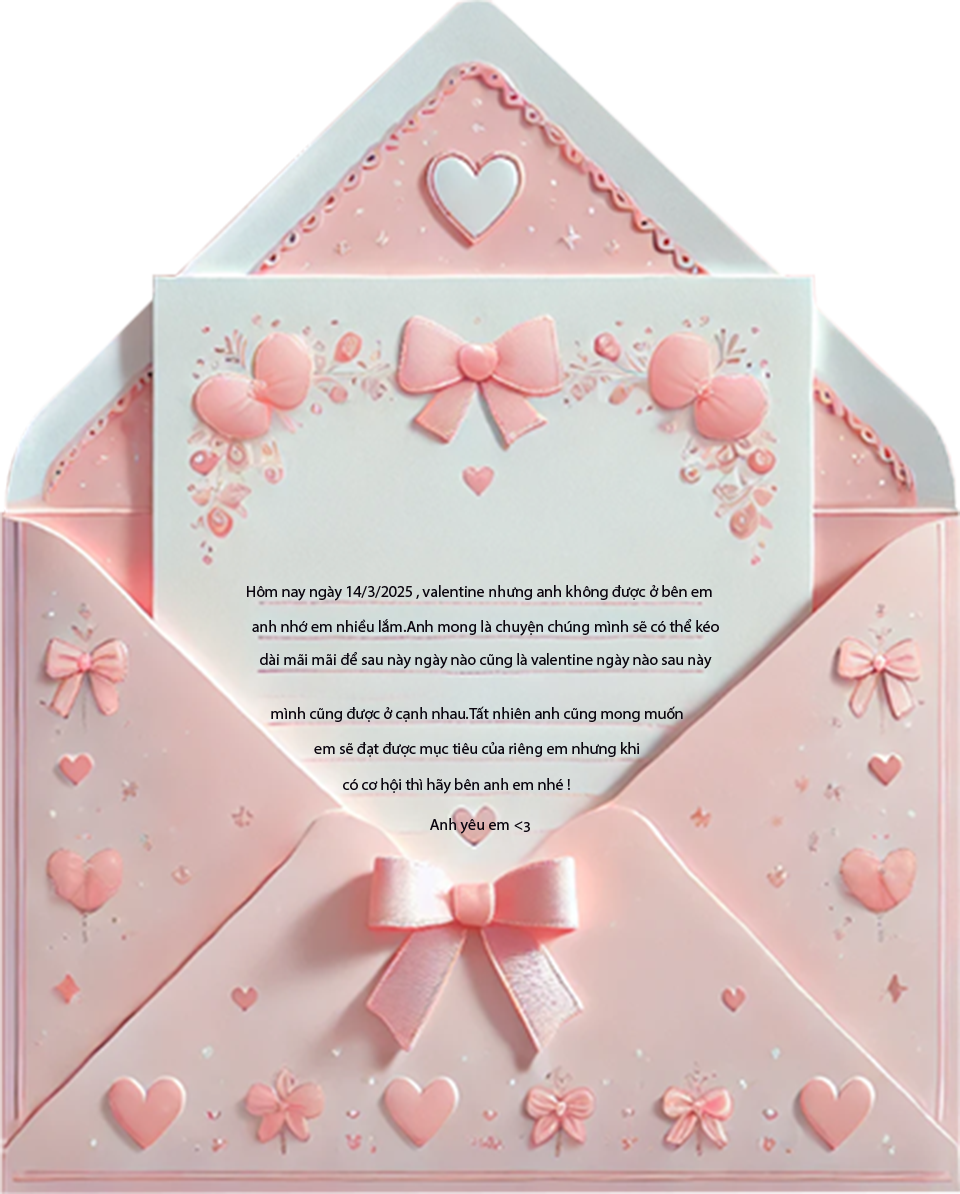 Hôm nay ngày 14/3/2025 , valentine nhưng anh không được ở bên em
anh nhớ em nhiều lắm.Anh mong là chuyện chúng mình sẽ có thể kéo
dài mãi mãi để sau này ngày nào cũng là valentine ngày nào sau này
mình cũng được ở cạnh nhau.Tất nhiên anh cũng mong muốn
em sẽ đạt được mục tiêu của riêng em nhưng khi
có cơ hội thì hãy bên anh em nhé !
Anh yêu em <3